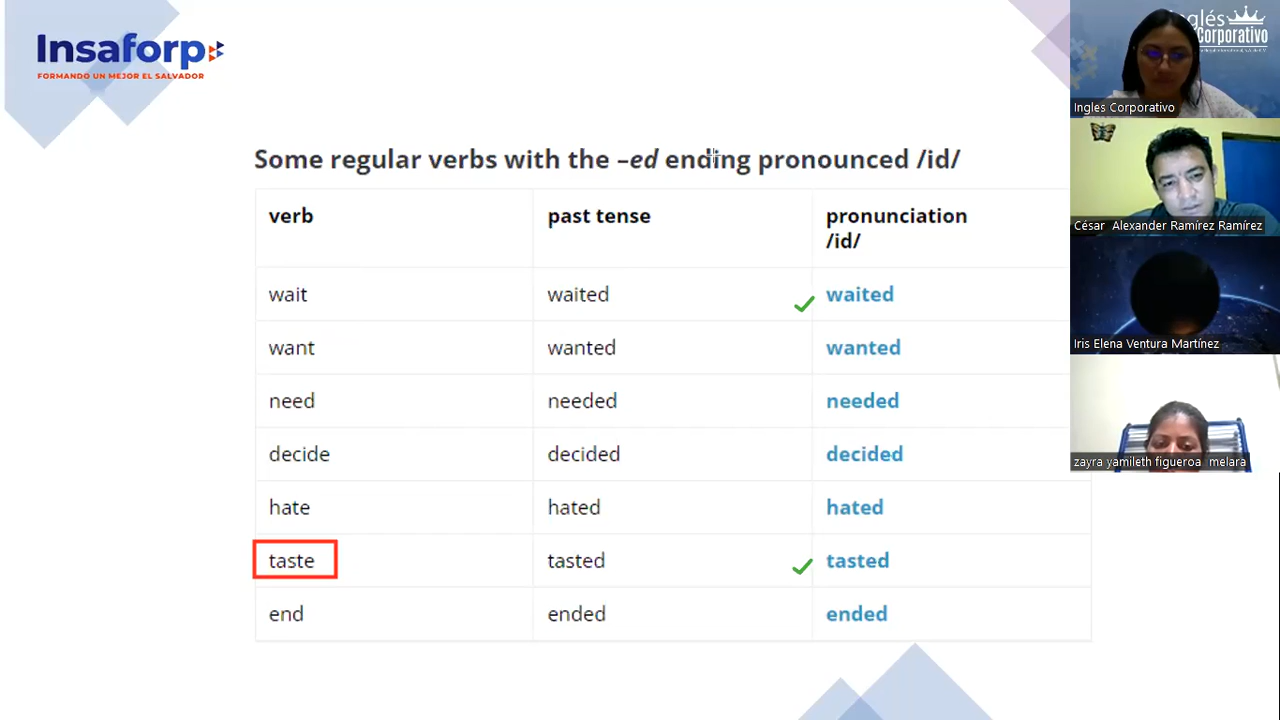 Insaforp
FORMANDO UN MEJOR EL SALVADOR
Some regular verbs with the –ed ending pronounced /id/
verb past tense pronunciation
/id/
wait waited waited
want wanted wanted
need needed needed
decide decided decided
hate hated hated
taste tasted tasted
end ended ended
Inglés
Corporativo
Ingles Corporativo
César Alexander Ramírez Ramírez
Iris Elena Ventura Martínez
zayra yamileth figueroa melara